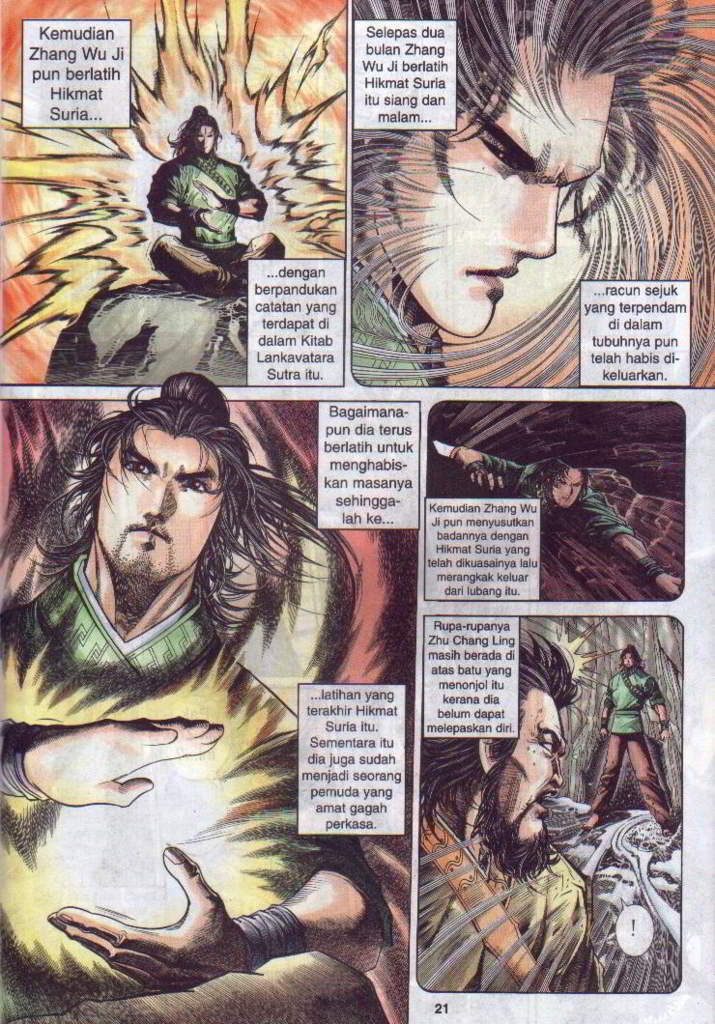 Kemudian
Zhang Wu Ji
pun berlatih
Hikmat
Suria...
...dengan
berpandukan
catatan yang
terdapat di
dalam Kitab
Lankavatara
Sutra itu.
Selepas dua
bulan Zhang
Wu Ji berlatih
Hikmat Suria
itu siang dan
malam...
...racun sejuk
yang terpendam
di dalam
tubuhnya pun
telah habis di-
keluarkan.
Bagaimana-
pun dia terus
berlatih untuk
menghabis-
kan masanya
sehingga-
lah ke...
...latihan yang
terakhir Hikmat
Suria itu.
Sementara itu
dia juga sudah
menjadi seorang
pemuda yang
amat gagah
perkasa.
Kemudian Zhang Wu
Ji pun menyusutkan
badannya dengan
Hikmat Suria yang
telah dikuasainya lalu
merangkak keluar
dari lubang itu.
Rupa-rupanya
Zhu Chang Ling
masih berada di
atas batu yang
menonjol itu
kerana dia
belum dapat
melepaskan diri.
!
21